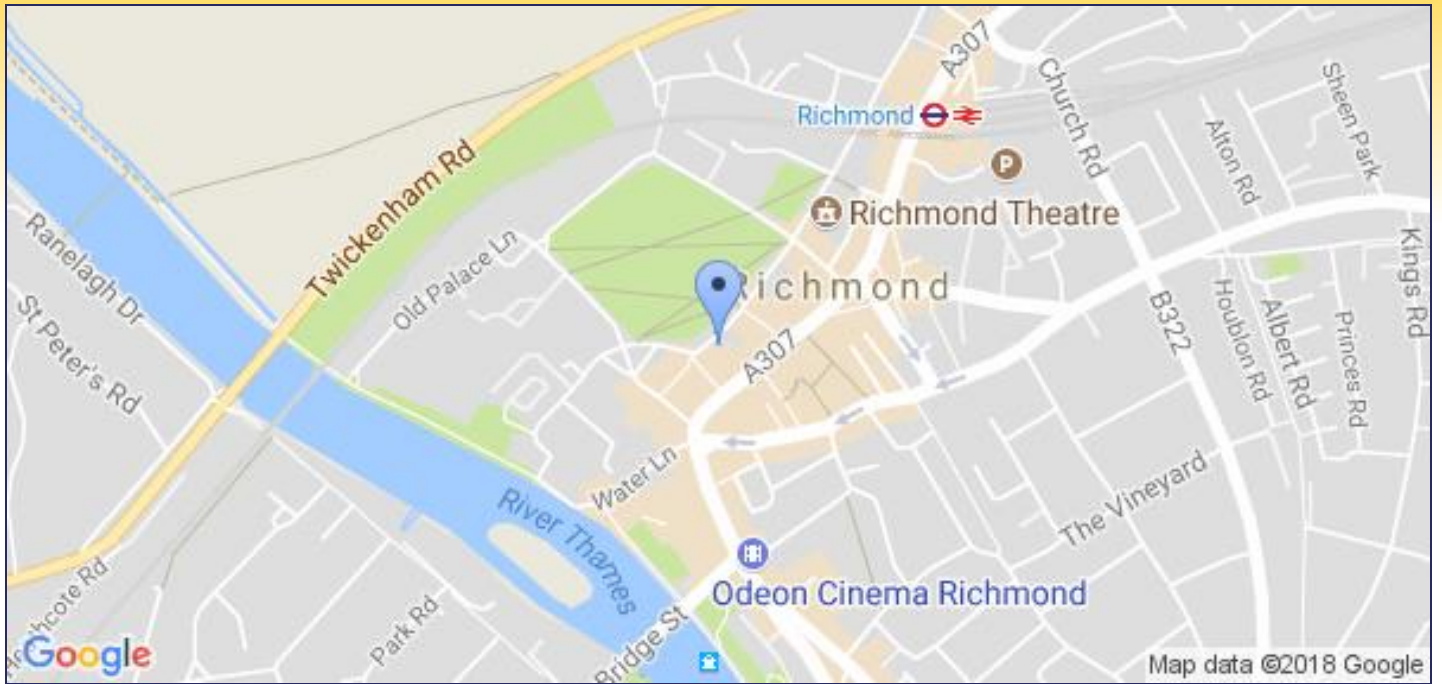 A307
Church Rd
Sheen Park
Richmond
Alton Rd
P
Twickenham Rd
Richmond Theatre
Ranelagh Dr
Old Palace Ln
Kings Rd
Richmond
St Peter's Rd
B322
Houblon Rd
Albert Rd
Princes Rd
A307
Water Ln
The Vineyard
River Thames
Odeon Cinema Richmond
Park Rd
Bridge St
Google
Map data ©2018 Google